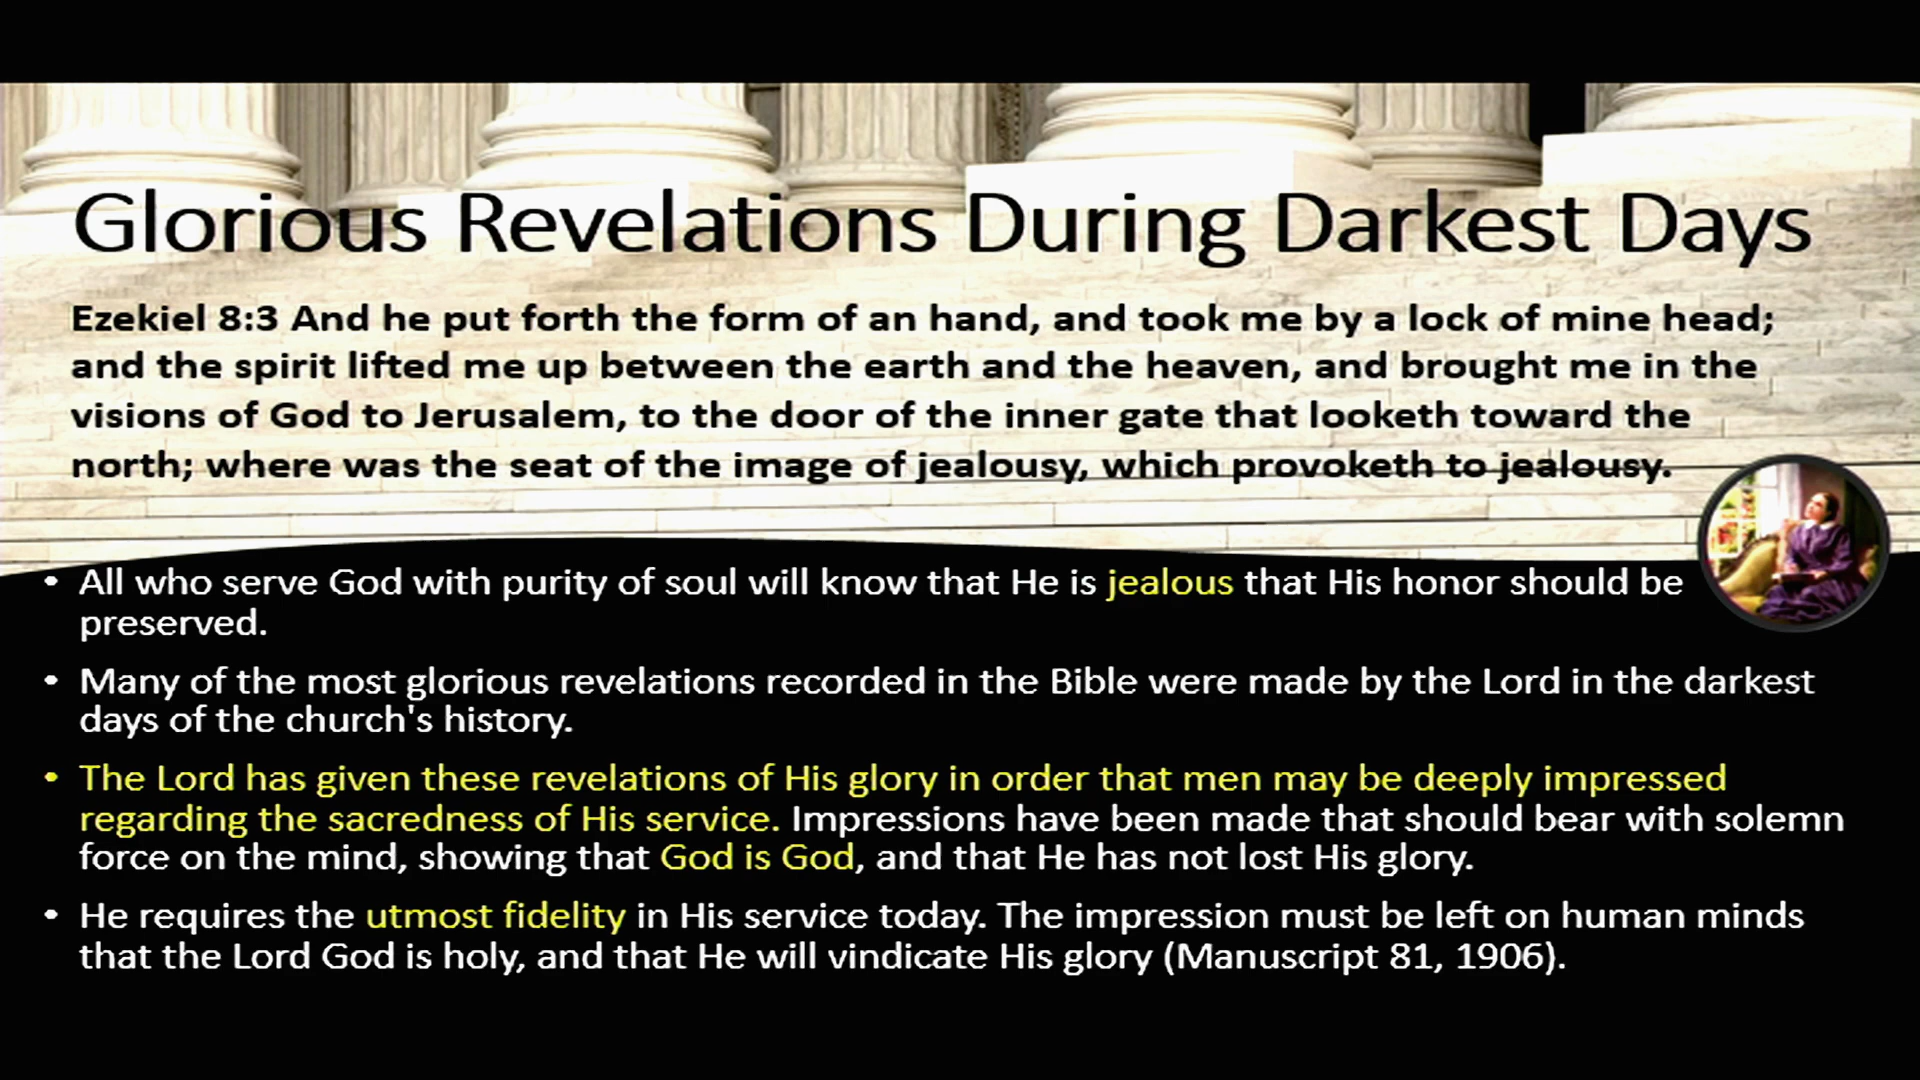 Glorious Revelations During Darkest Days
Ezekiel 8:3 And he put forth the form of an hand, and took me by a lock of mine head;
and the spirit lifted me up between the earth and the heaven, and brought me in the
visions of God to Jerusalem, to the door of the inner gate that looketh toward the
north; where was the seat of the image of jealousy, which provoketh to jealousy.
• All who serve God with purity of soul will know that He is jealous that His honor should be
preserved.
• Many of the most glorious revelations recorded in the Bible were made by the Lord in the darkest
days of the church's history.
• The Lord has given these revelations of His glory in order that men may be deeply impressed
regarding the sacredness of His service. Impressions have been made that should bear with solemn
force on the mind, showing that God is God, and that He has not lost His glory.
• He requires the utmost fidelity in His service today. The impression must be left on human minds
that the Lord God is holy, and that He will vindicate His glory (Manuscript 81, 1906).